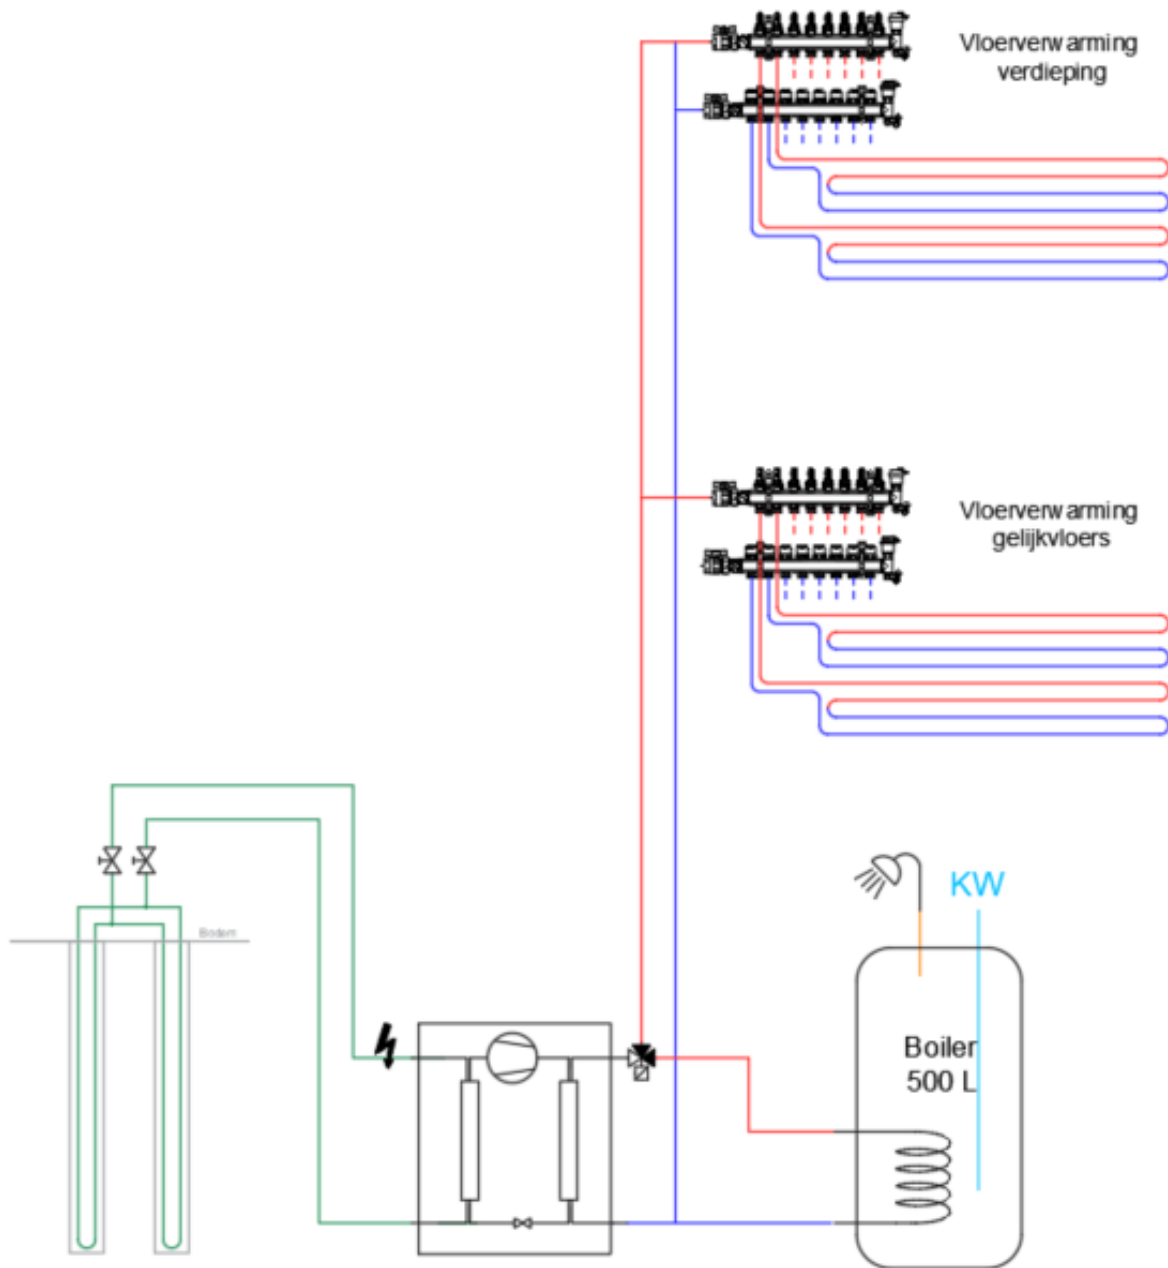 Vloerverwarming
verdieping
Vloerverwarming
gelijkvloers
KW
Bodem
Boiler
500 L